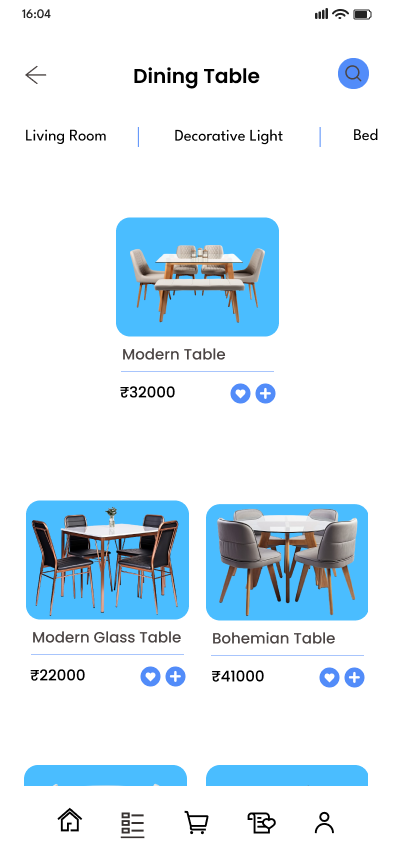 16:04
Dining Table
Living Room
Decorative Light
Bed
Modern Table
₹32000
Modern Glass Table
Bohemian Table
₹22000
₹41000